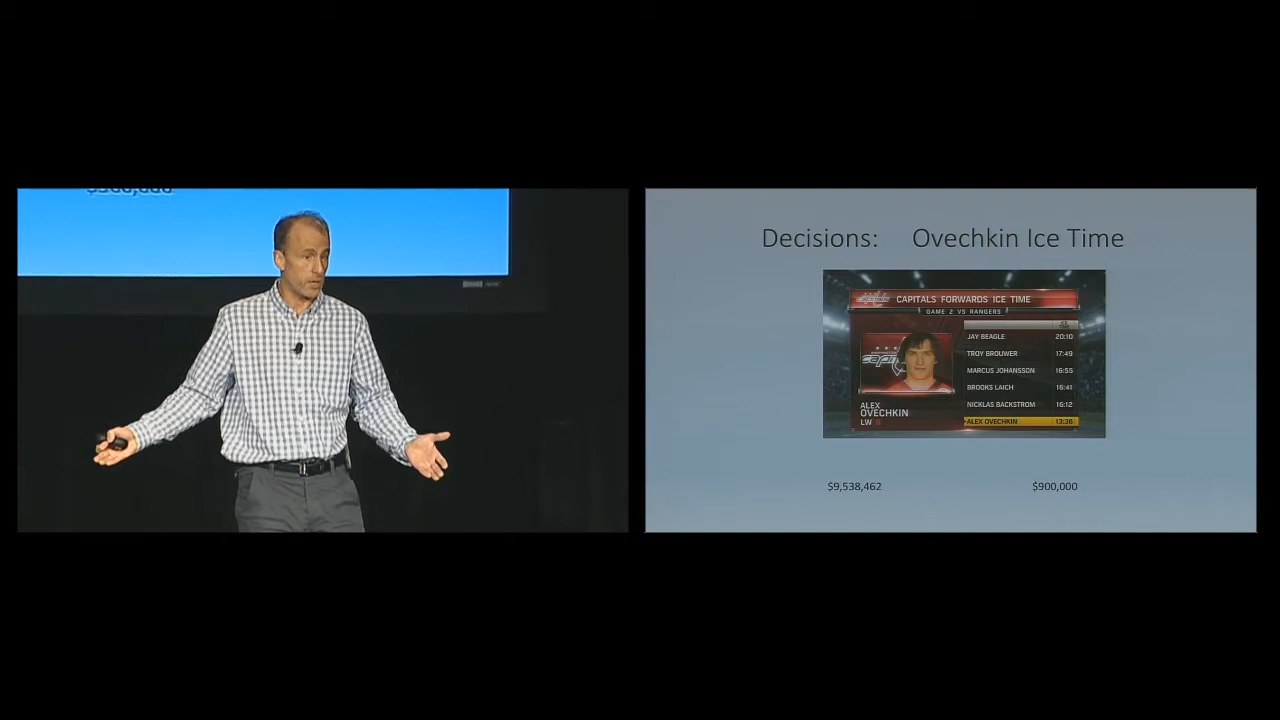 Decisions: Ovechkin Ice Time
CAPITALS FORWARDS ICE TIME
GAME 2 VS RANGERS
JAY BEAGLE 20:10
TROY BROUWER 17:49
MARCUS JOHANSSON 16:55
BROOKS LAICH 16:41
NICKLAS BACKSTROM 16:12
ALEX OVECHKIN 13:36
ALEX
OVECHKIN
LW 8
$9,538,462
$900,000